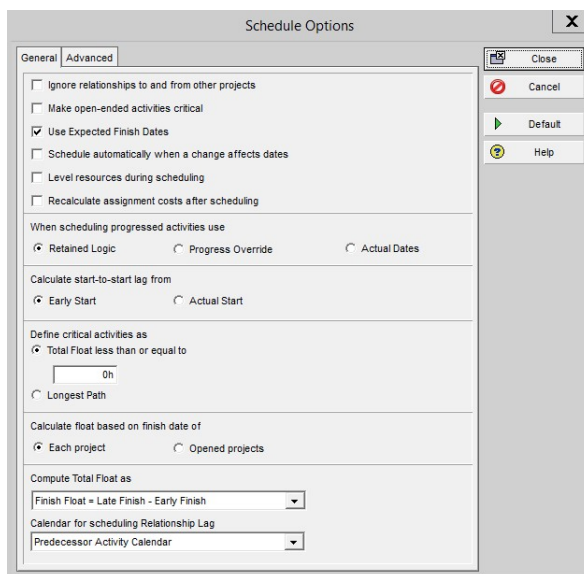 Schedule Options
X
General
Advanced
Close
Cancel
Default
Help
Ignore relationships to and from other projects
Make open-ended activities critical
Use Expected Finish Dates
Schedule automatically when a change affects dates
Level resources during scheduling
Recalculate assignment costs after scheduling
When scheduling progressed activities use
Retained Logic
Progress Override
Actual Dates
Calculate start-to-start lag from
Early Start
Actual Start
Define critical activities as
Total Float less than or equal to
0h
Longest Path
Calculate float based on finish date of
Each project
Opened projects
Compute Total Float as
Finish Float = Late Finish - Early Finish
Calendar for scheduling Relationship Lag
Predecessor Activity Calendar